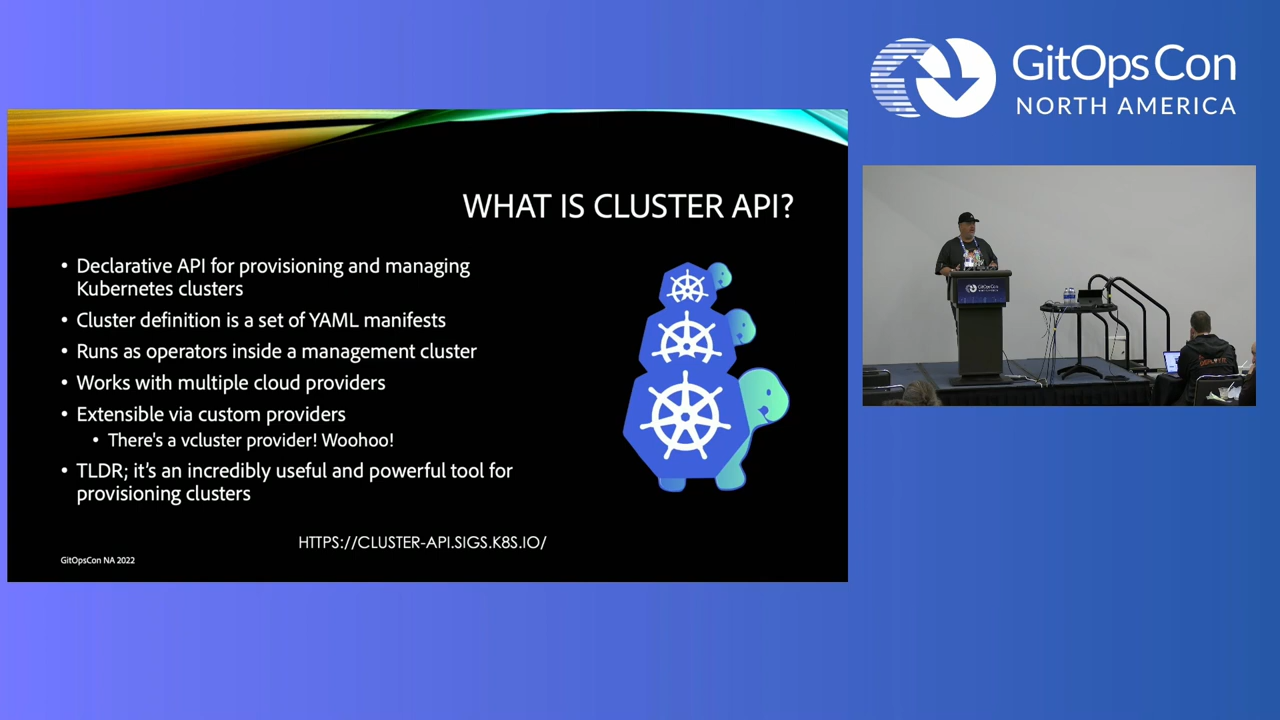 GitOpsCon
NORTH AMERICA
WHAT IS CLUSTER API?
• Declarative API for provisioning and managing
Kubernetes clusters
• Cluster definition is a set of YAML manifests
• Runs as operators inside a management cluster
• Works with multiple cloud providers
• Extensible via custom providers
• There's a vcluster provider! Woohoo!
• TLDR; it's an incredibly useful and powerful tool for
provisioning clusters
HTTPS://CLUSTER-API.SIGS.K8S.IO/
GitOpsCon NA 2022
GitOpsCon